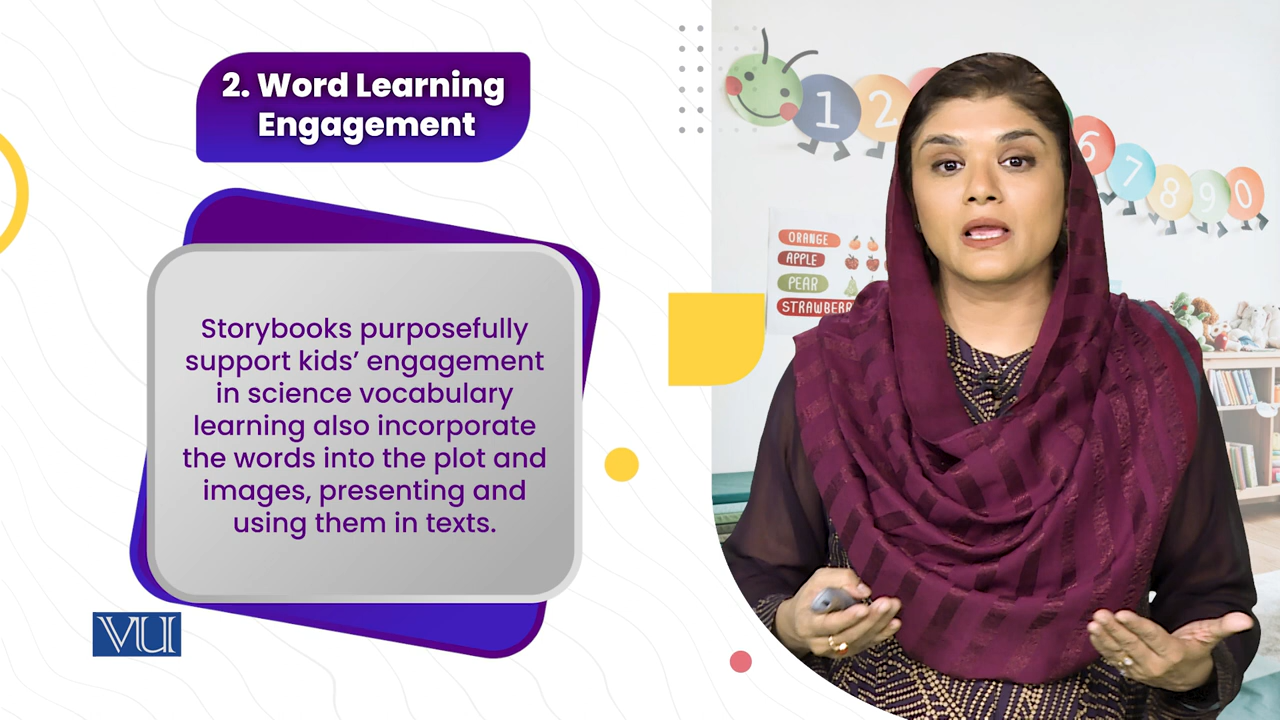 2. Word Learning
Engagement
Storybooks purposefully
support kids’ engagement
in science vocabulary
learning also incorporate
the words into the plot and
images, presenting and
using them in texts.
VU
1 2
6 7 8 9 0
ORANGE
APPLE
PEAR
STRAWBERR